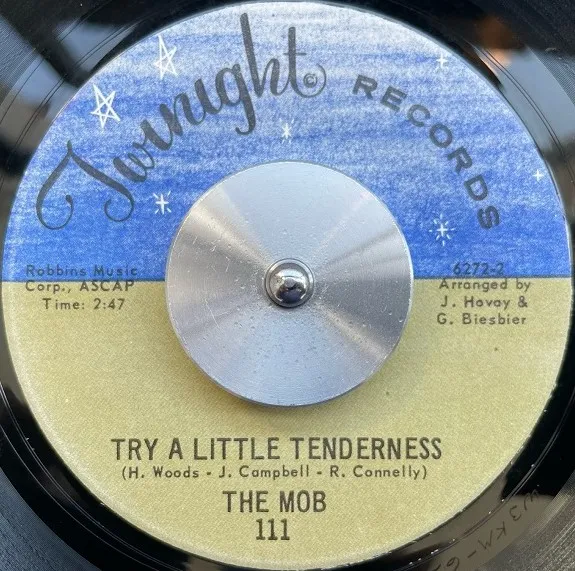 Twinight RECORDS
Robbins Music
Corp., ASCAP
Time: 2:47
6272-2
Arranged by
J. Hovay &
G. Biesbier
TRY A LITTLE TENDERNESS
(H. Woods - J. Campbell - R. Connelly)
THE MOB
111